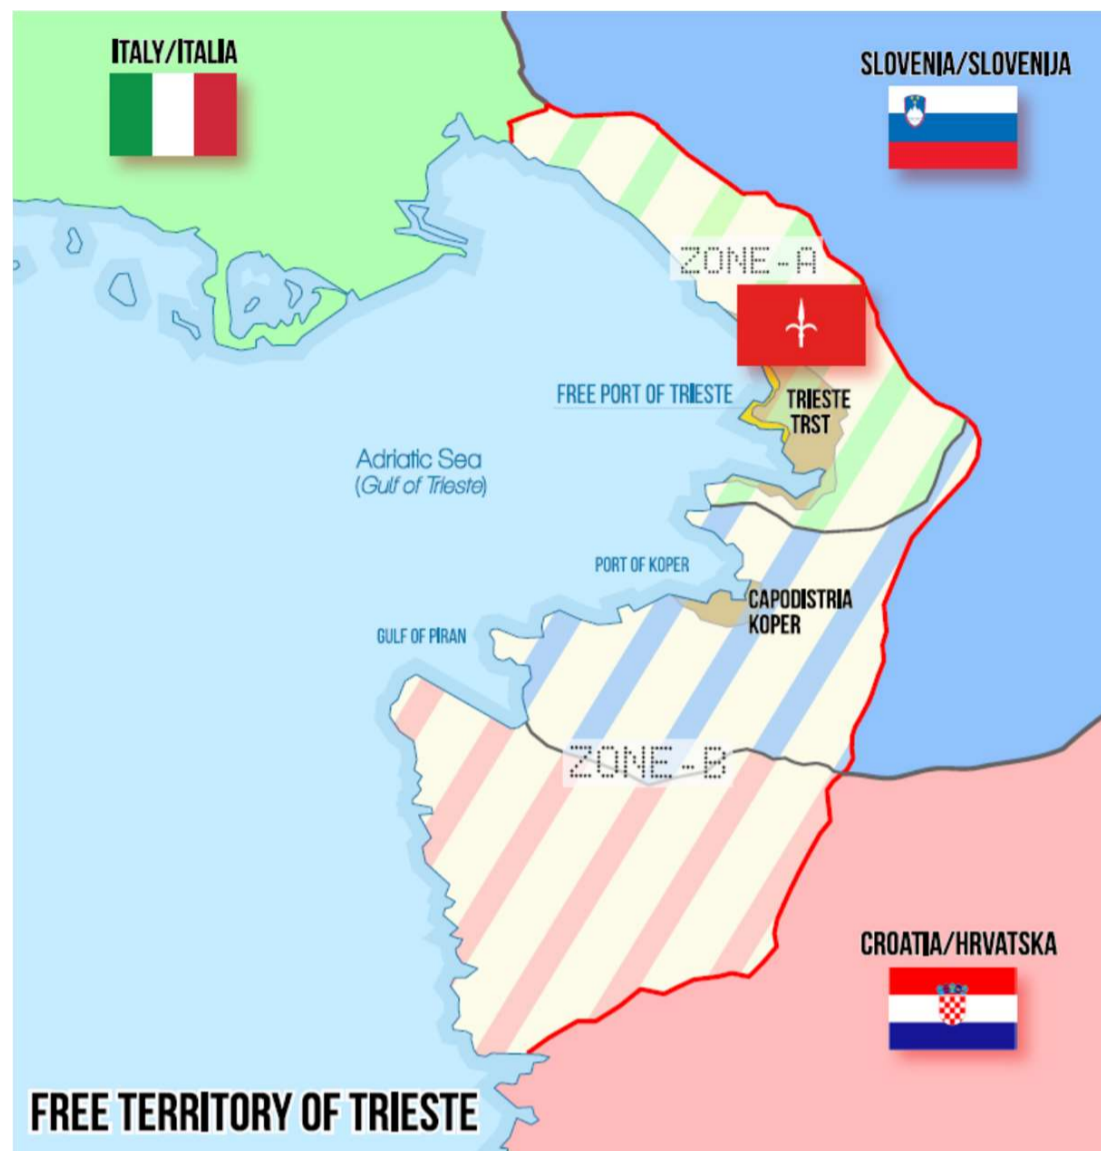 ITALY/ITALIA
SLOVENIA/SLOVENIJA
ZONE-A
FREE PORT OF TRIESTE
TRIESTE
TRST
Adriatic Sea
(Gulf of Trieste)
PORT OF KOPER
CAPODISTRIA
KOPER
GULF OF PIRAN
ZONE-B
CROATIA/HRVATSKA
FREE TERRITORY OF TRIESTE